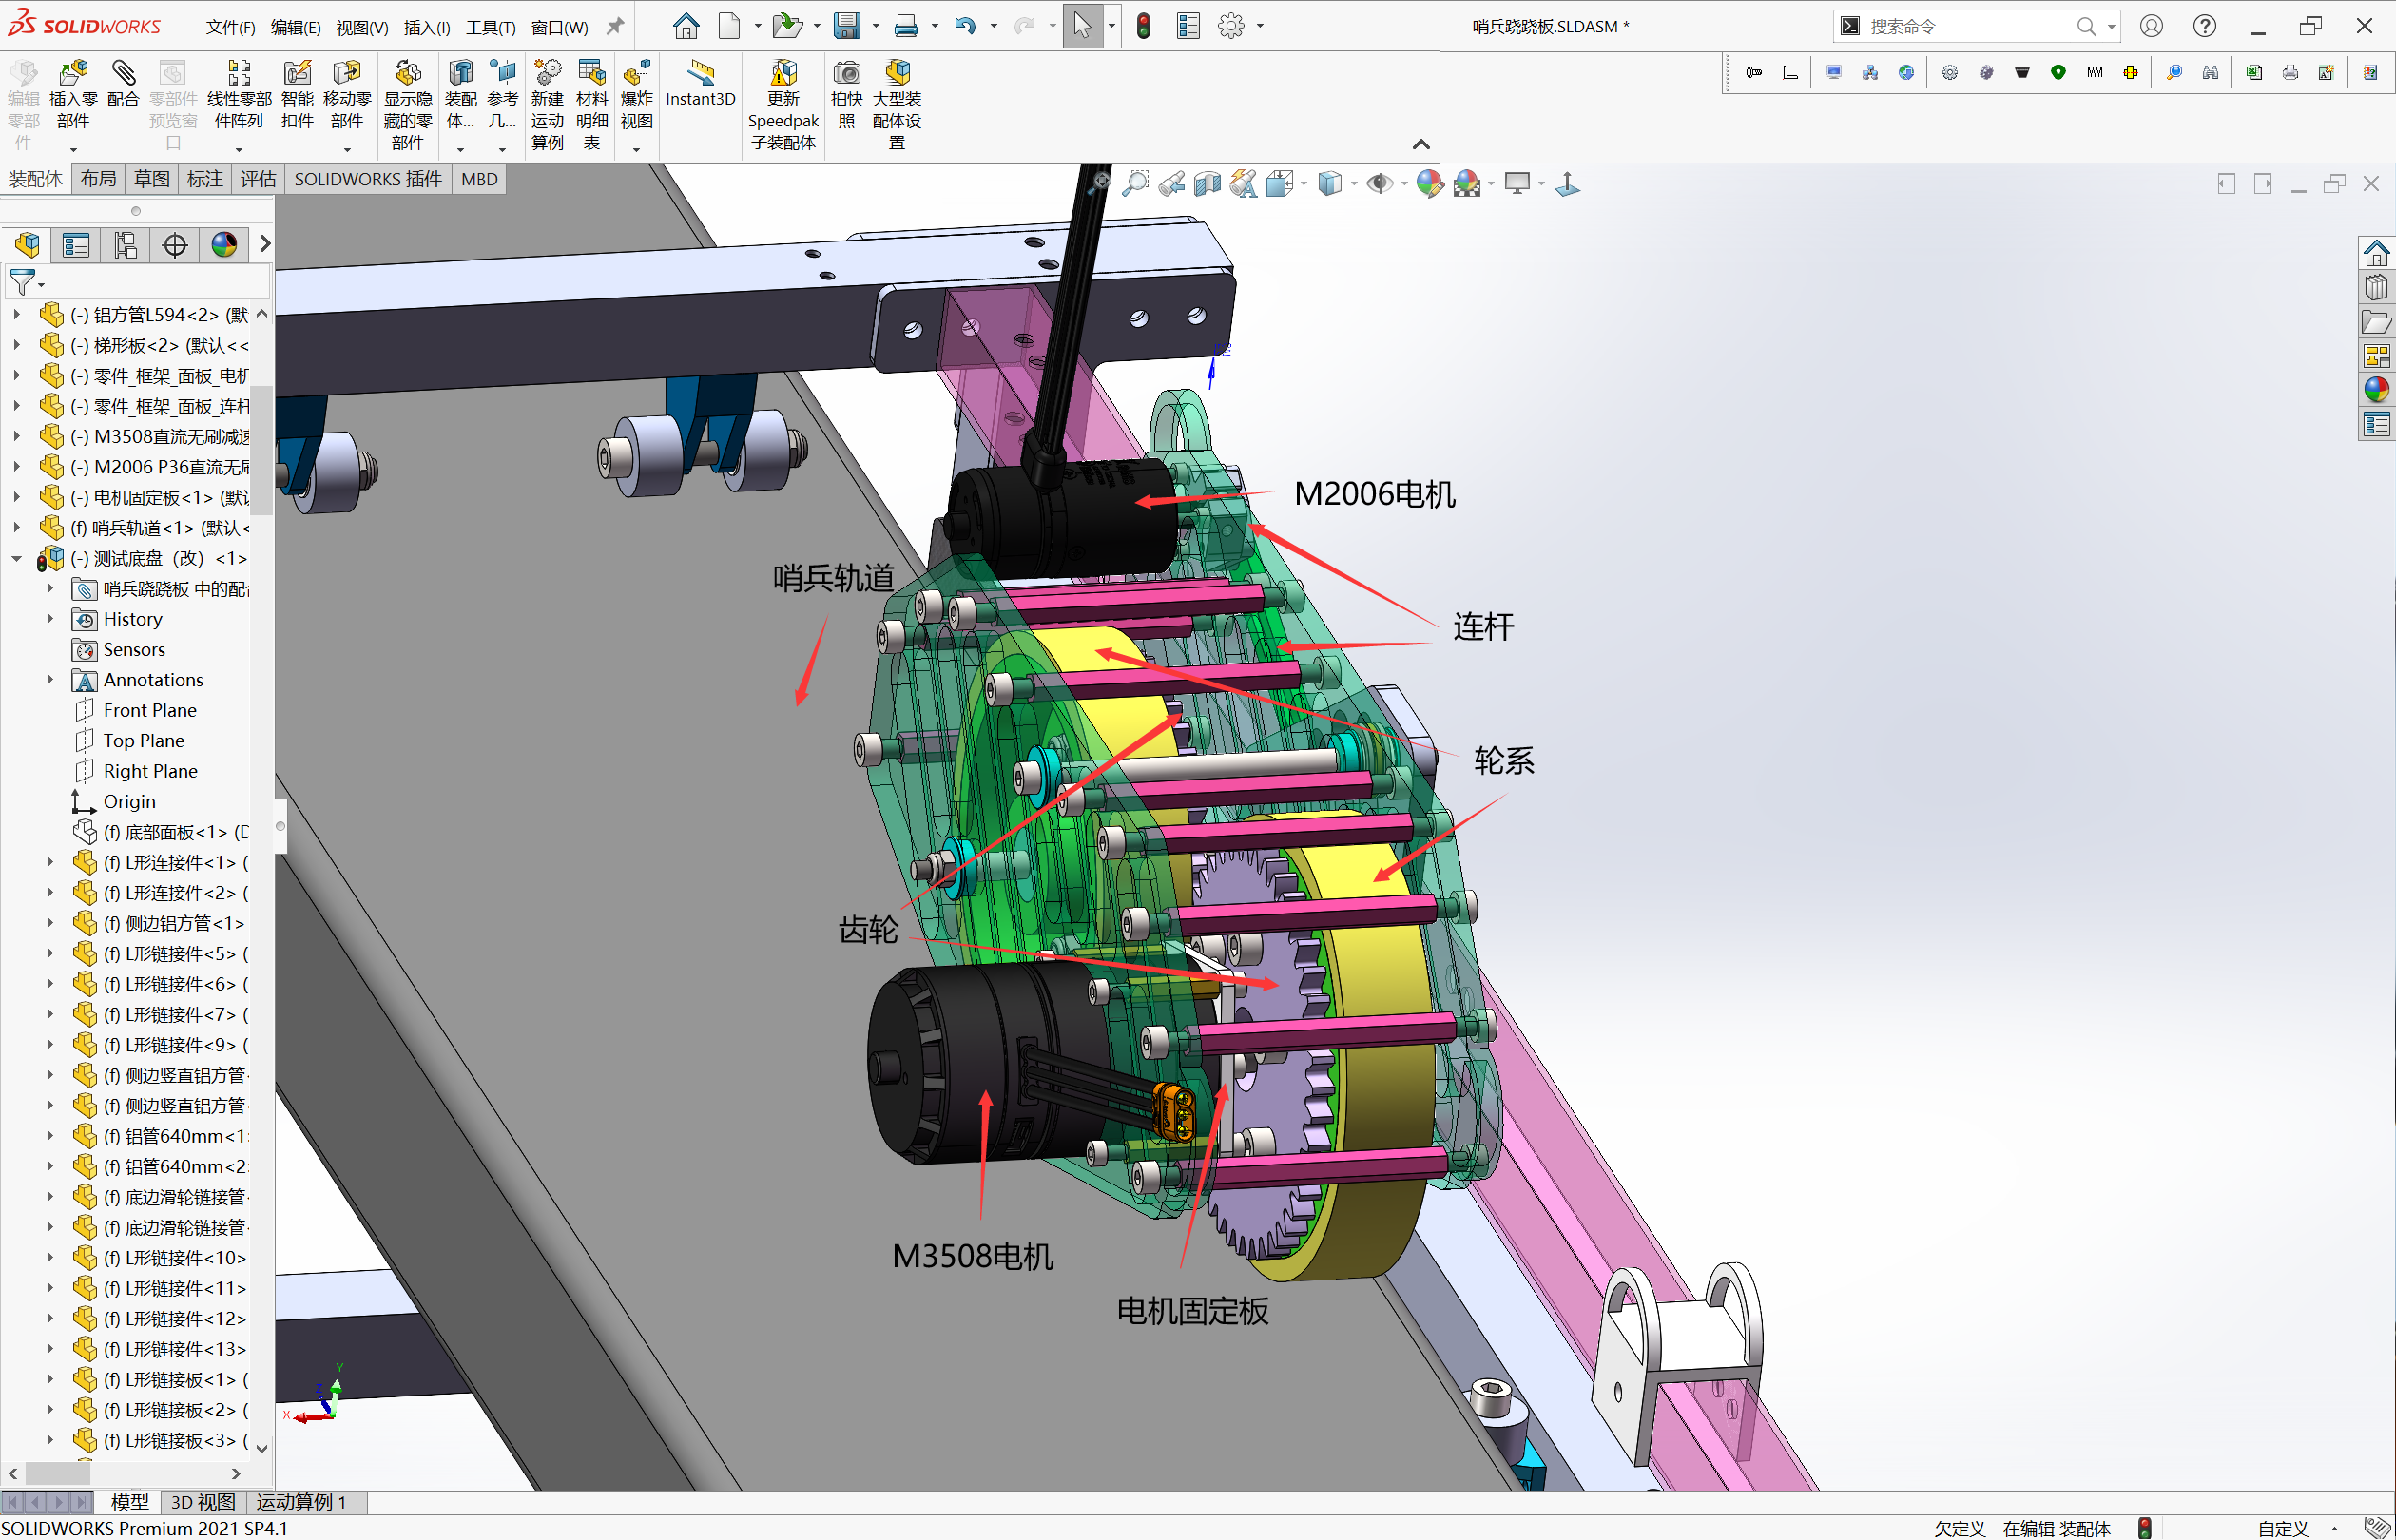 SOLIDWORKS
文件(F) 编辑(E) 视图(V) 插入(I) 工具(T) 窗口(W)
哨兵跷跷板.SLDASM *
搜索命令
编辑零部件
插入零部件
配合
零部件预览窗口
线性零部件阵列
智能扣件
移动零部件
显示隐藏的零部件
装配体...
参考几...
新建运动算例
材料明细表
爆炸视图
Instant3D
更新 Speedpak 子装配体
拍快照
大型装配体设置
装配体 布局 草图 标注 评估 SOLIDWORKS 插件 MBD
(-) 铝方管L594<2> (默
(-) 梯形板<2> (默认<<
(-) 零件_框架_面板_电机
(-) 零件_框架_面板_连杆
(-) M3508直流无刷减速
(-) M2006 P36直流无刷
(-) 电机固定板<1> (默认
(f) 哨兵轨道<1> (默认<
(-) 测试底盘（改）<1>
哨兵跷跷板 中的配合
History
Sensors
Annotations
Front Plane
Top Plane
Right Plane
Origin
(f) 底部面板<1> (D
(f) L形连接件<1> (
(f) L形连接件<2> (
(f) 侧边铝方管<1>
(f) L形链接件<5> (
(f) L形链接件<6> (
(f) L形链接件<7> (
(f) L形链接件<9> (
(f) 侧边竖直铝方管
(f) 侧边竖直铝方管
(f) 铝管640mm<1>
(f) 铝管640mm<2>
(f) 底边滑轮链接管
(f) 底边滑轮链接管
(f) L形链接件<10>
(f) L形链接件<11>
(f) L形链接件<12>
(f) L形链接件<13>
(f) L形链接板<1> (
(f) L形链接板<2> (
(f) L形链接板<3> (
M2006电机
哨兵轨道
连杆
轮系
齿轮
M3508电机
电机固定板
Y
Z
X
模型 3D 视图 运动算例 1
SOLIDWORKS Premium 2021 SP4.1
欠定义 在编辑 装配体 自定义